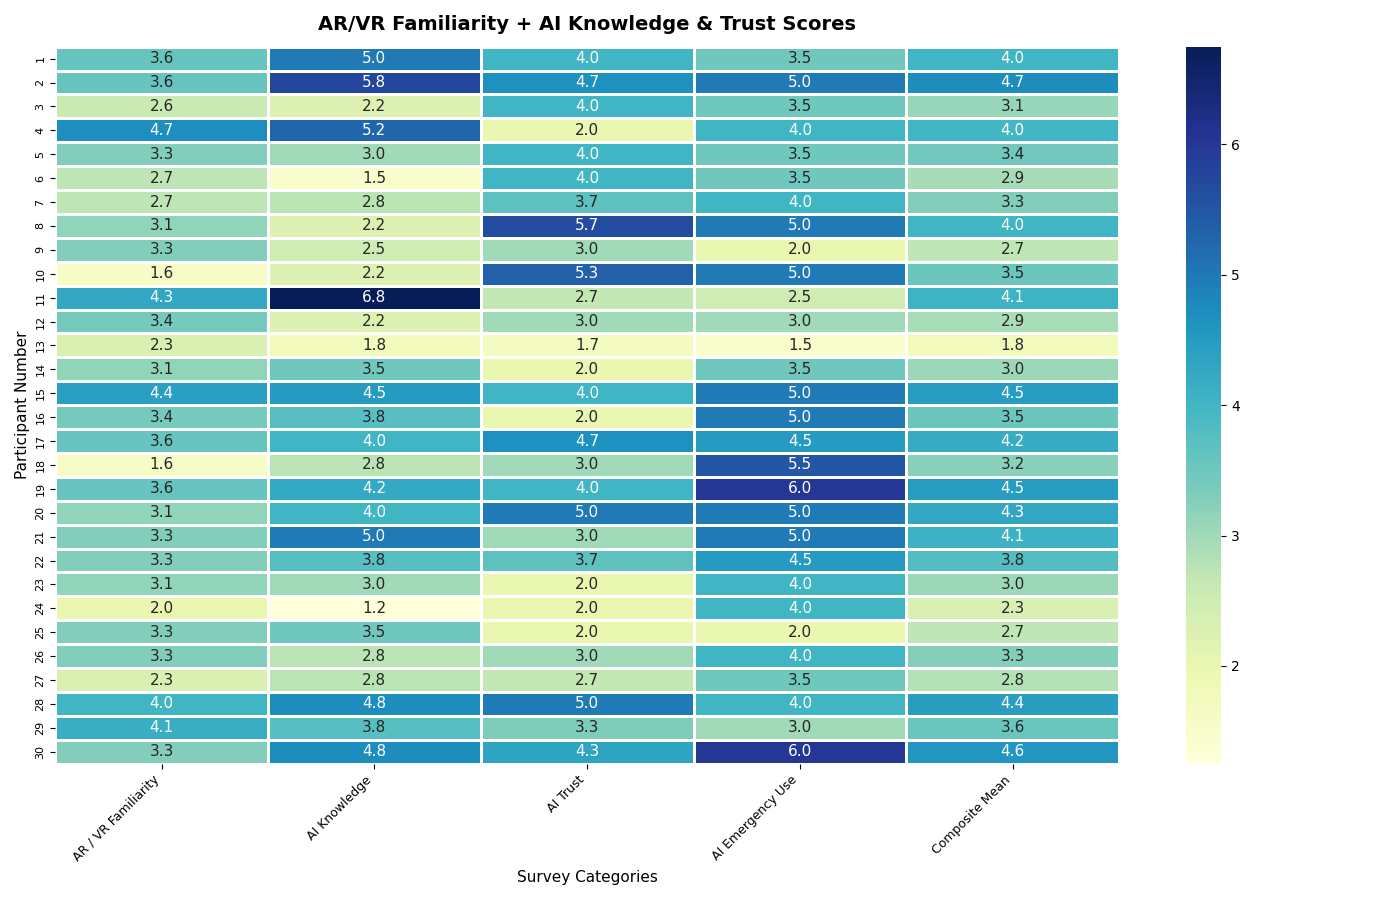 AR/VR Familiarity + AI Knowledge & Trust Scores
1 3.6 5.0 4.0 3.5 4.0
2 3.6 5.8 4.7 5.0 4.7
3 2.6 2.2 4.0 3.5 3.1
4 4.7 5.2 2.0 4.0 4.0
5 3.3 3.0 4.0 3.5 3.4
6 2.7 1.5 4.0 3.5 2.9
7 2.7 2.8 3.7 4.0 3.3
8 3.1 2.2 5.7 5.0 4.0
9 3.3 2.5 3.0 2.0 2.7
10 1.6 2.2 5.3 5.0 3.5
11 4.3 6.8 2.7 2.5 4.1
12 3.4 2.2 3.0 3.0 2.9
13 2.3 1.8 1.7 1.5 1.8
14 3.1 3.5 2.0 3.5 3.0
15 4.4 4.5 4.0 5.0 4.5
16 3.4 3.8 2.0 5.0 3.5
17 3.6 4.0 4.7 4.5 4.2
18 1.6 2.8 3.0 5.5 3.2
19 3.6 4.2 4.0 6.0 4.5
20 3.1 4.0 5.0 5.0 4.3
21 3.3 5.0 3.0 5.0 4.1
22 3.3 3.8 3.7 4.5 3.8
23 3.1 3.0 2.0 4.0 3.0
24 2.0 1.2 2.0 4.0 2.3
25 3.3 3.5 2.0 2.0 2.7
26 3.3 2.8 3.0 4.0 3.3
27 2.3 2.8 2.7 3.5 2.8
28 4.0 4.8 5.0 4.0 4.4
29 4.1 3.8 3.3 3.0 3.6
30 3.3 4.8 4.3 6.0 4.6
Participant Number
AR / VR Familiarity
AI Knowledge
AI Trust
AI Emergency Use
Composite Mean
Survey Categories
6
5
4
3
2